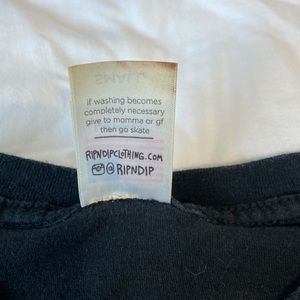 if washing becomes
completely necessary
give to momma or gf
then go skate
RIPNDIPCLOTHING.COM
@RIPNDIP